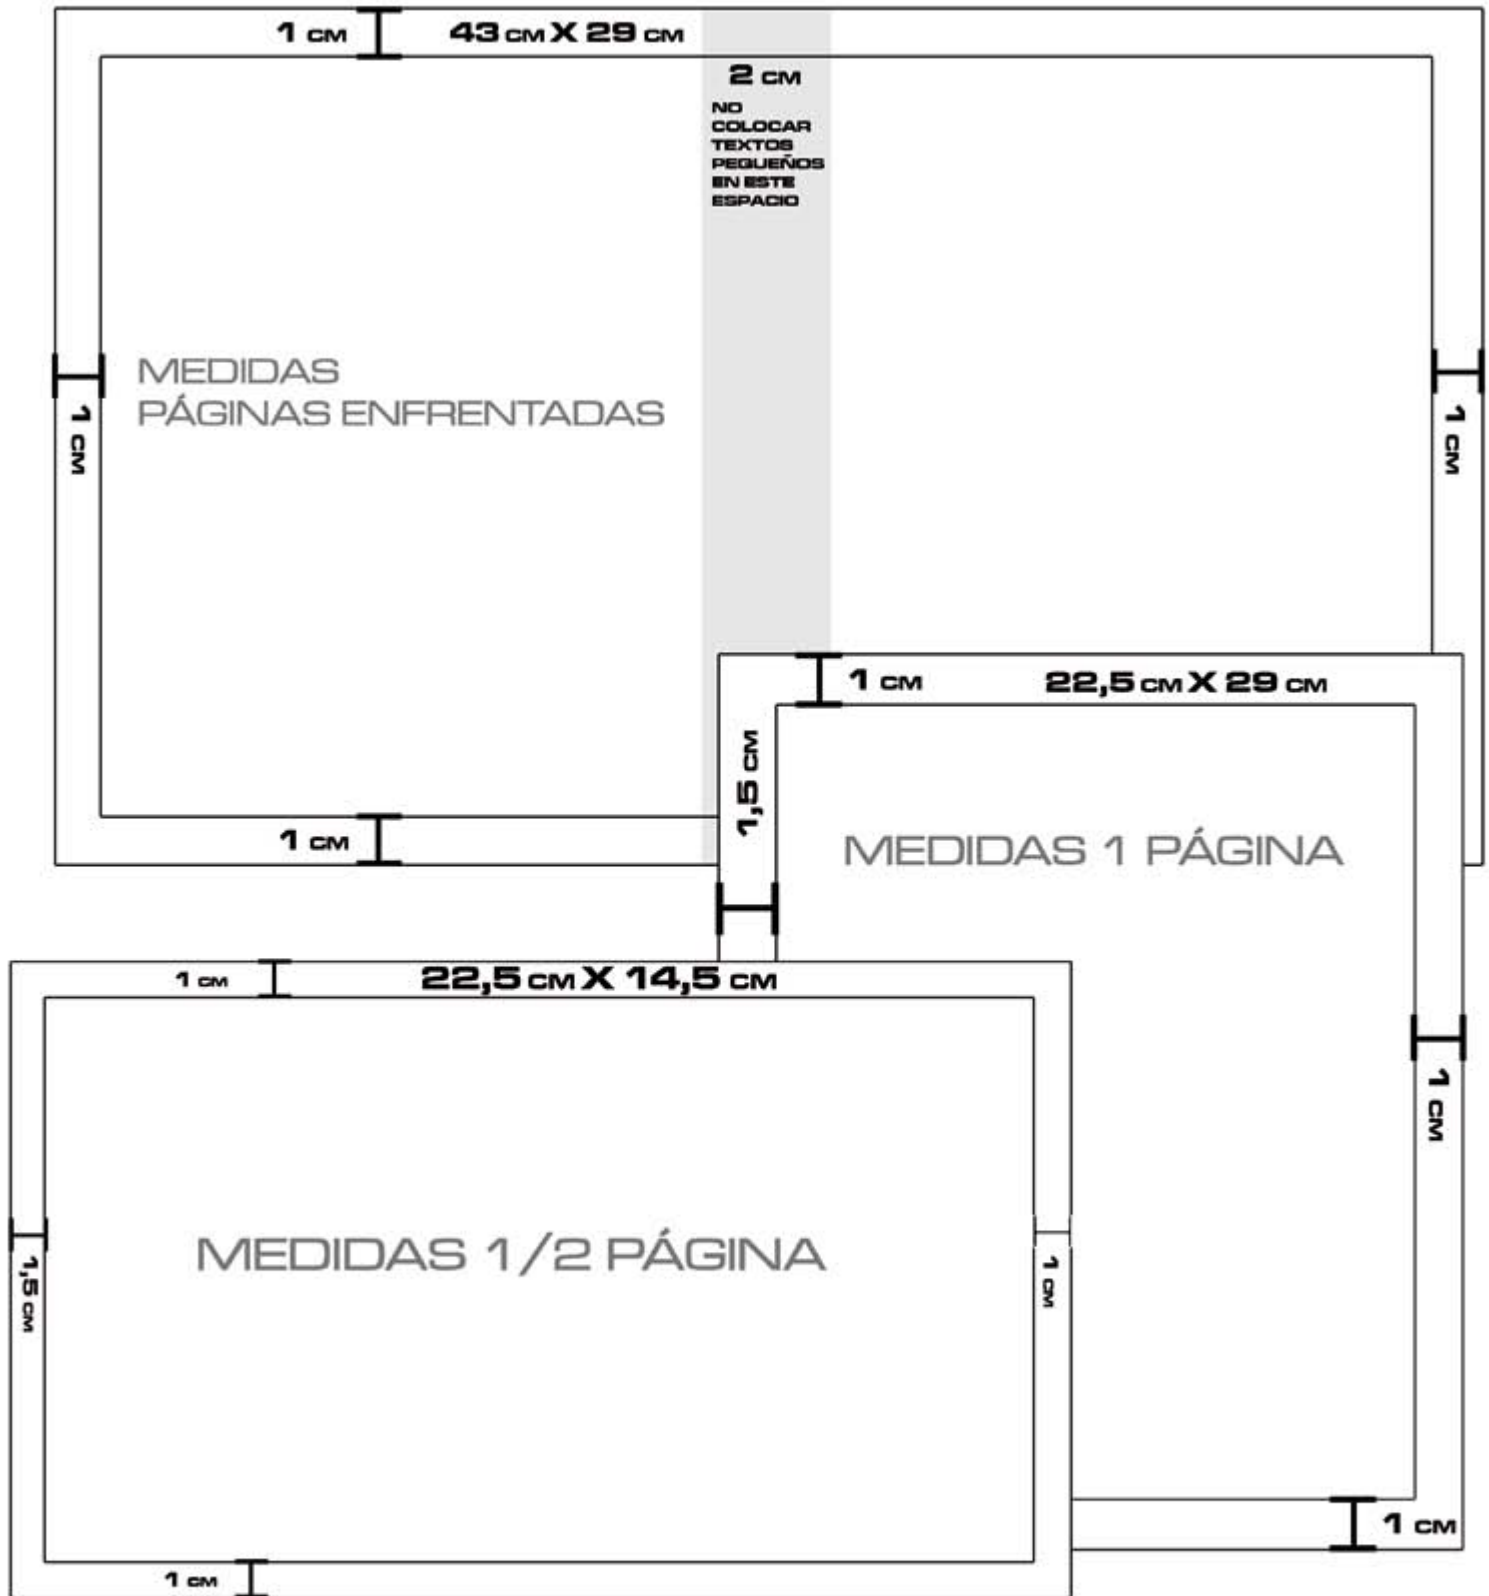 1 CM
43 CM X 29 CM
2 CM
NO
COLOCAR
TEXTOS
PEQUEÑOS
EN ESTE
ESPACIO
MEDIDAS
PÁGINAS ENFRENTADAS
1 CM
1 CM
1 CM
1 CM
22,5 CM X 29 CM
1,5 CM
MEDIDAS 1 PÁGINA
1 CM
1 CM
1 CM
22,5 CM X 14,5 CM
MEDIDAS 1/2 PÁGINA
1,5 CM
1 CM
1 CM